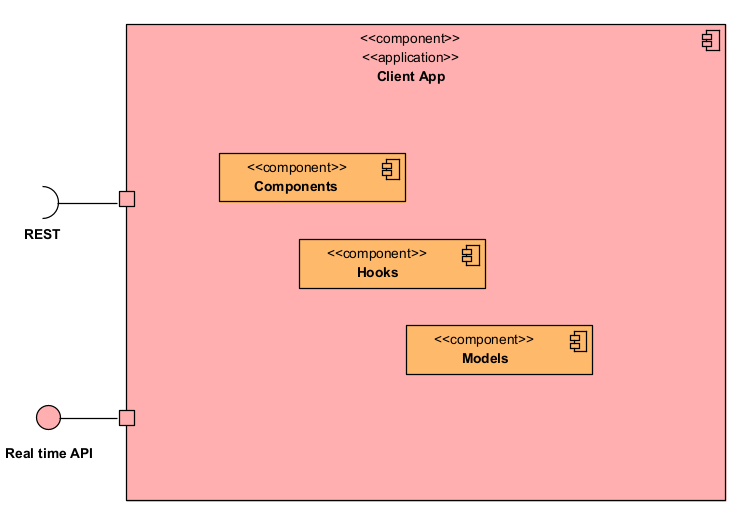 <<component>>
<<application>>
Client App
<<component>>
Components
REST
<<component>>
Hooks
<<component>>
Models
Real time API